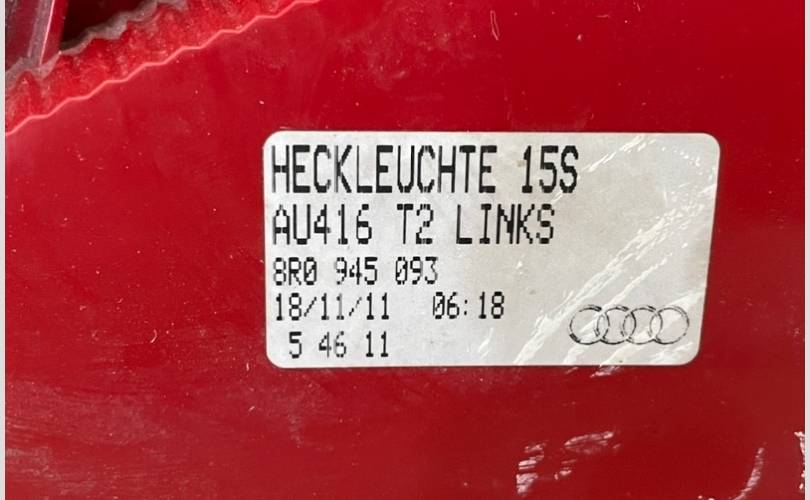 HECKLEUCHTE 15S
AU416 T2 LINKS
8R0 945 093
18/11/11 06:18
5 46 11